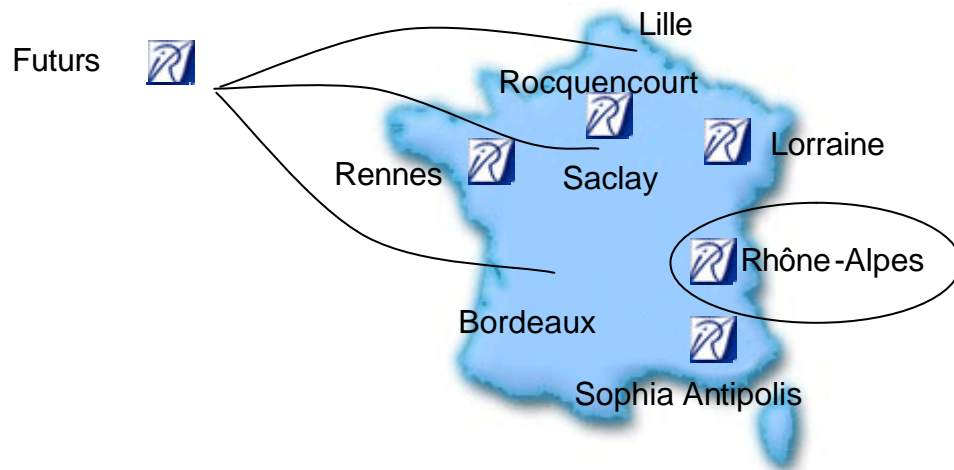 Lille
Futurs
Rocquencourt
Lorraine
Rennes
Saclay
Rhône-Alpes
Bordeaux
Sophia Antipolis